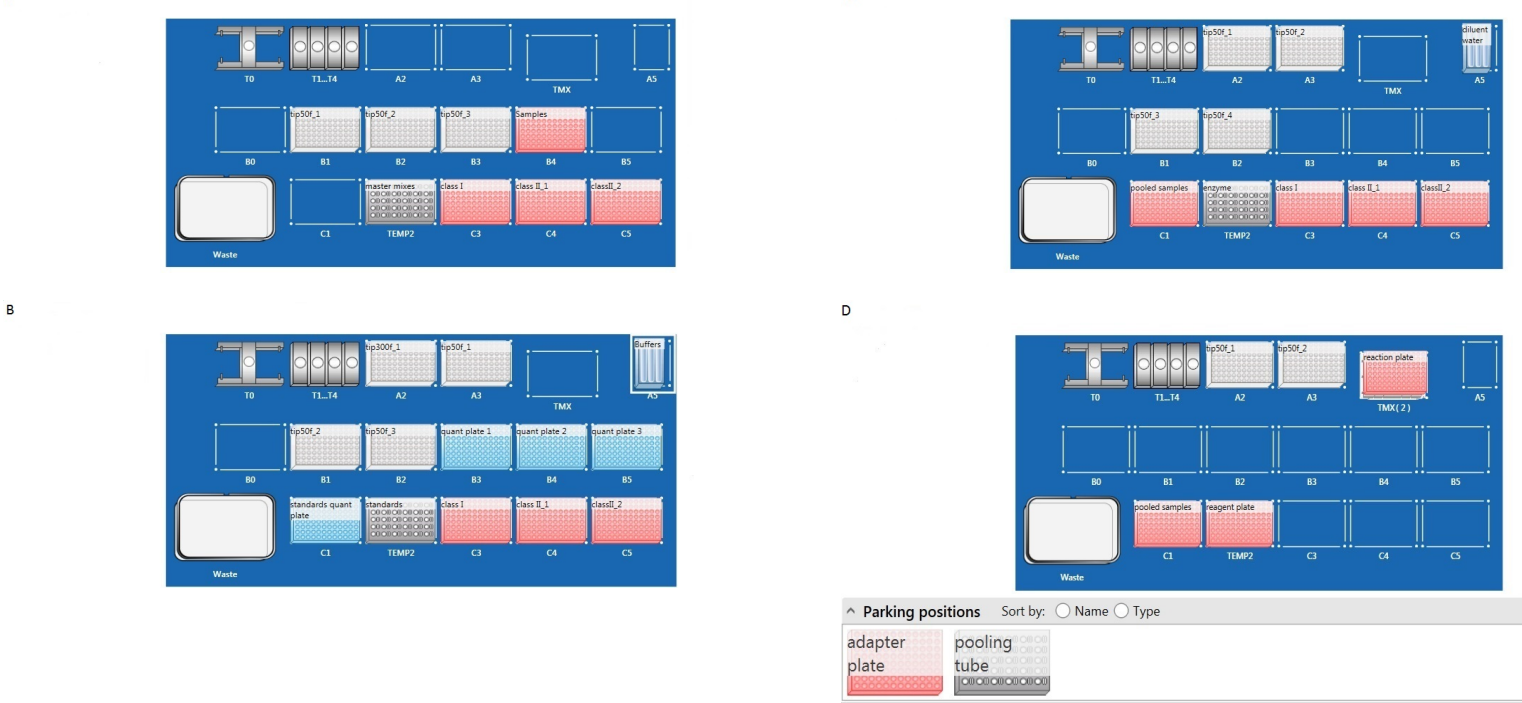 T0 T1...T4 A2 A3 TMX A5
tip50f_1 tip50f_2 tip50f_3 Samples
B0 B1 B2 B3 B4 B5
master mixes class I class II_1 classII_2
C1 TEMP2 C3 C4 C5
Waste
tip50f_1 tip50f_2 diluent
water
T0 T1...T4 A2 A3 TMX A5
tip50f_3 tip50f_4
B0 B1 B2 B3 B4 B5
pooled samples enzyme class I class II_1 classII_2
C1 TEMP2 C3 C4 C5
Waste
B
tip300f_1 tip50f_1 Buffers
T0 T1...T4 A2 A3 TMX A5
tip50f_2 tip50f_3 quant plate 1 quant plate 2 quant plate 3
B0 B1 B2 B3 B4 B5
standards quant
plate
standards class I class II_1 classII_2
C1 TEMP2 C3 C4 C5
Waste
D
tip50f_1 tip50f_2 reaction plate
T0 T1...T4 A2 A3 TMX( 2 ) A5
B0 B1 B2 B3 B4 B5
pooled samples reagent plate
C1 TEMP2 C3 C4 C5
Waste
Parking positions Sort by: Name Type
adapter
plate
pooling
tube